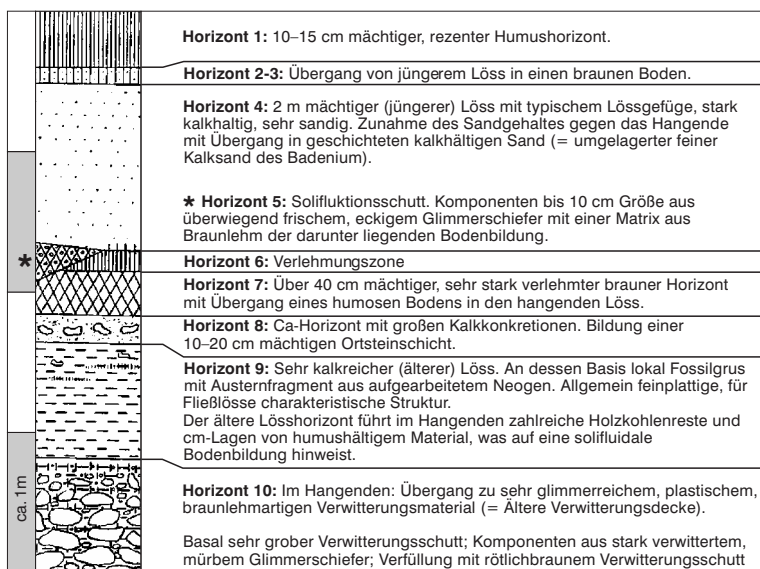 Horizont 1: 10–15 cm mächtiger, rezenter Humushorizont.
Horizont 2-3: Übergang von jüngerem Löss in einen braunen Boden.
Horizont 4: 2 m mächtiger (jüngerer) Löss mit typischem Lössgefüge, stark
kalkhaltig, sehr sandig. Zunahme des Sandgehaltes gegen das Hangende
mit Übergang in geschichteten kalkhältigen Sand (= umgelagerter feiner
Kalksand des Badenium).
* Horizont 5: Solifluktionsschutt. Komponenten bis 10 cm Größe aus
überwiegend frischem, eckigem Glimmerschiefer mit einer Matrix aus
Braunlehm der darunter liegenden Bodenbildung.
*
Horizont 6: Verlehmungszone
Horizont 7: Über 40 cm mächtiger, sehr stark verlehmter brauner Horizont
mit Übergang eines humosen Bodens in den hangenden Löss.
Horizont 8: Ca-Horizont mit großen Kalkkonkretionen. Bildung einer
10–20 cm mächtigen Ortsteinschicht.
Horizont 9: Sehr kalkreicher (älterer) Löss. An dessen Basis lokal Fossilgrus
mit Austernfragment aus aufgearbeitetem Neogen. Allgemein feinplattige, für
Fließlösse charakteristische Struktur.
Der ältere Lösshorizont führt im Hangenden zahlreiche Holzkohlenreste und
cm-Lagen von humushältigem Material, was auf eine solifluidale
Bodenbildung hinweist.
ca. 1m
Horizont 10: Im Hangenden: Übergang zu sehr glimmerreichem, plastischem,
braunlehmartigen Verwitterungsmaterial (= Ältere Verwitterungsdecke).
Basal sehr grober Verwitterungsschutt; Komponenten aus stark verwittertem,
mürbem Glimmerschiefer; Verfüllung mit rötlichbraunem Verwitterungsschutt